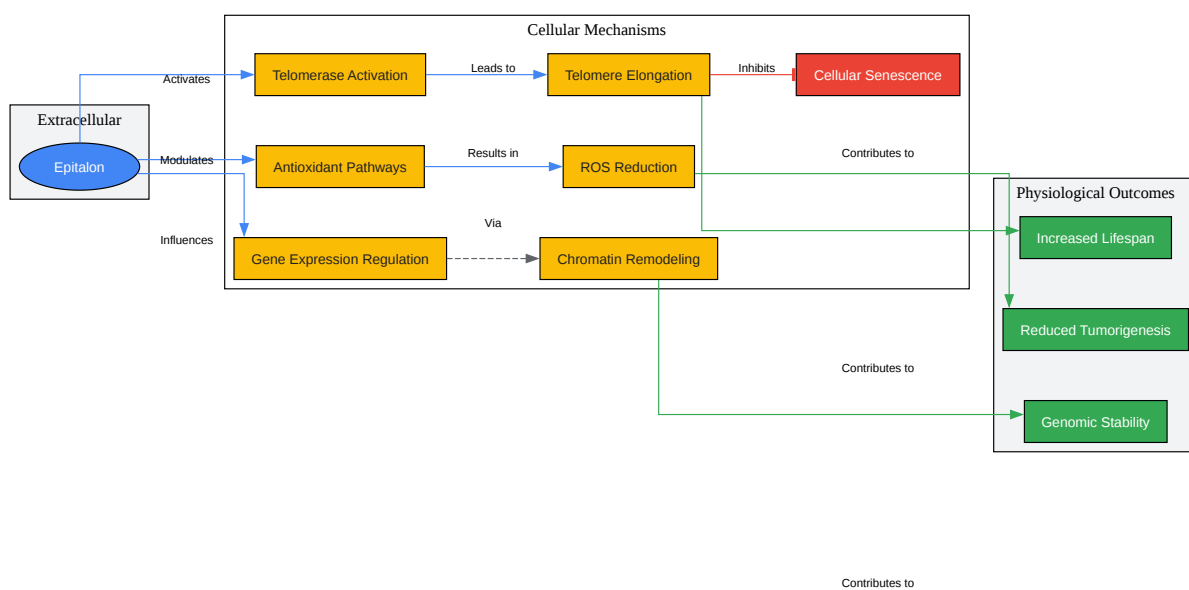 Cellular Mechanisms
Activates
Telomerase Activation
Leads to
Telomere Elongation
Inhibits
Cellular Senescence
Extracellular
Epitalon
Modulates
Antioxidant Pathways
Results in
ROS Reduction
Contributes to
Influences
Gene Expression Regulation
Via
Chromatin Remodeling
Physiological Outcomes
Increased Lifespan
Reduced Tumorigenesis
Contributes to
Genomic Stability
Contributes to